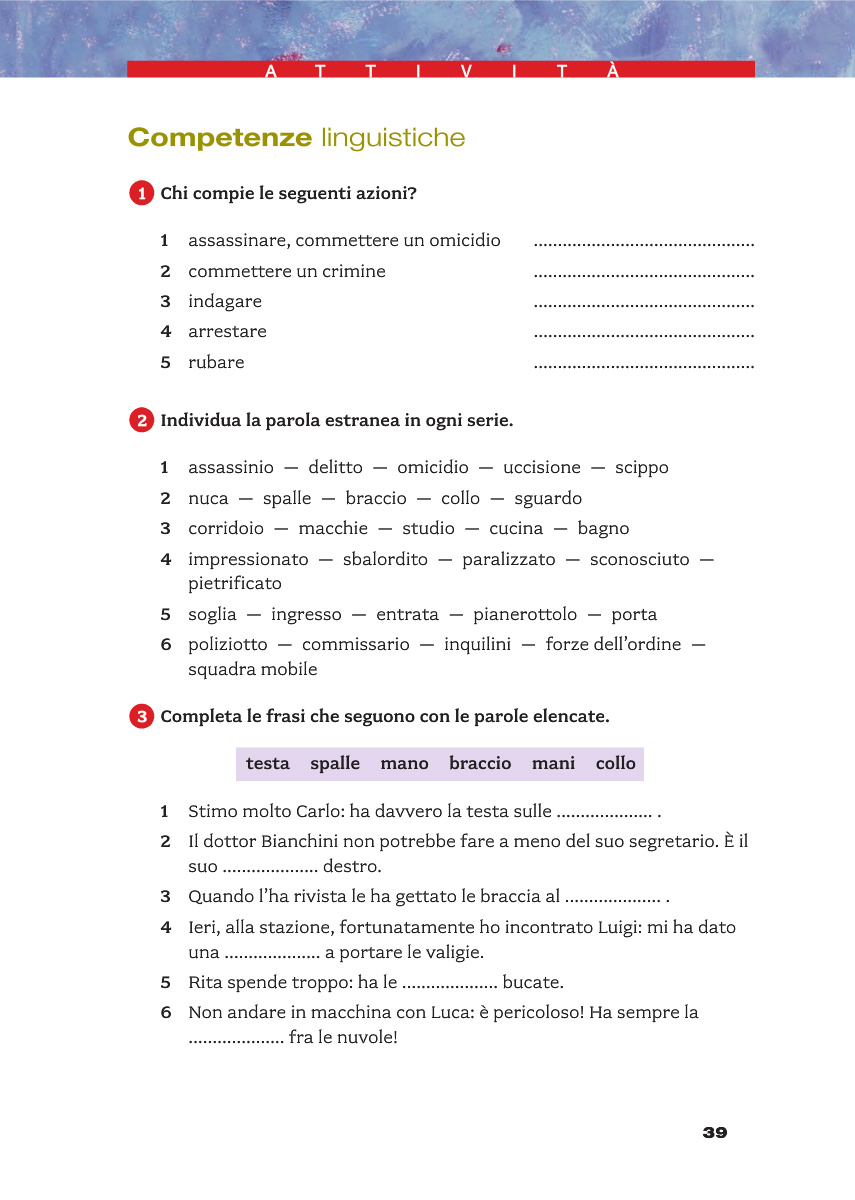 ATTIVITÀ
Competenze linguistiche
1 Chi compie le seguenti azioni?
1 assassinare, commettere un omicidio ..............................................
2 commettere un crimine ..............................................
3 indagare ..............................................
4 arrestare ..............................................
5 rubare ..............................................
2 Individua la parola estranea in ogni serie.
1 assassinio — delitto — omicidio — uccisione — scippo
2 nuca — spalle — braccio — collo — sguardo
3 corridoio — macchie — studio — cucina — bagno
4 impressionato — sbalordito — paralizzato — sconosciuto —
pietrificato
5 soglia — ingresso — entrata — pianerottolo — porta
6 poliziotto — commissario — inquilini — forze dell’ordine —
squadra mobile
3 Completa le frasi che seguono con le parole elencate.
testa spalle mano braccio mani collo
1 Stimo molto Carlo: ha davvero la testa sulle .................... .
2 Il dottor Bianchini non potrebbe fare a meno del suo segretario. È il
suo .................... destro.
3 Quando l’ha rivista le ha gettato le braccia al .................... .
4 Ieri, alla stazione, fortunatamente ho incontrato Luigi: mi ha dato
una .................... a portare le valigie.
5 Rita spende troppo: ha le .................... bucate.
6 Non andare in macchina con Luca: è pericoloso! Ha sempre la
.................... fra le nuvole!
39